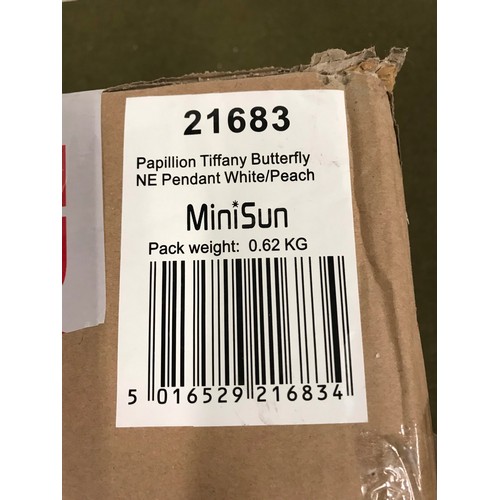 21683
Papillion Tiffany Butterfly
NE Pendant White/Peach
MiniSun
Pack weight: 0.62 KG
5 016529 216834